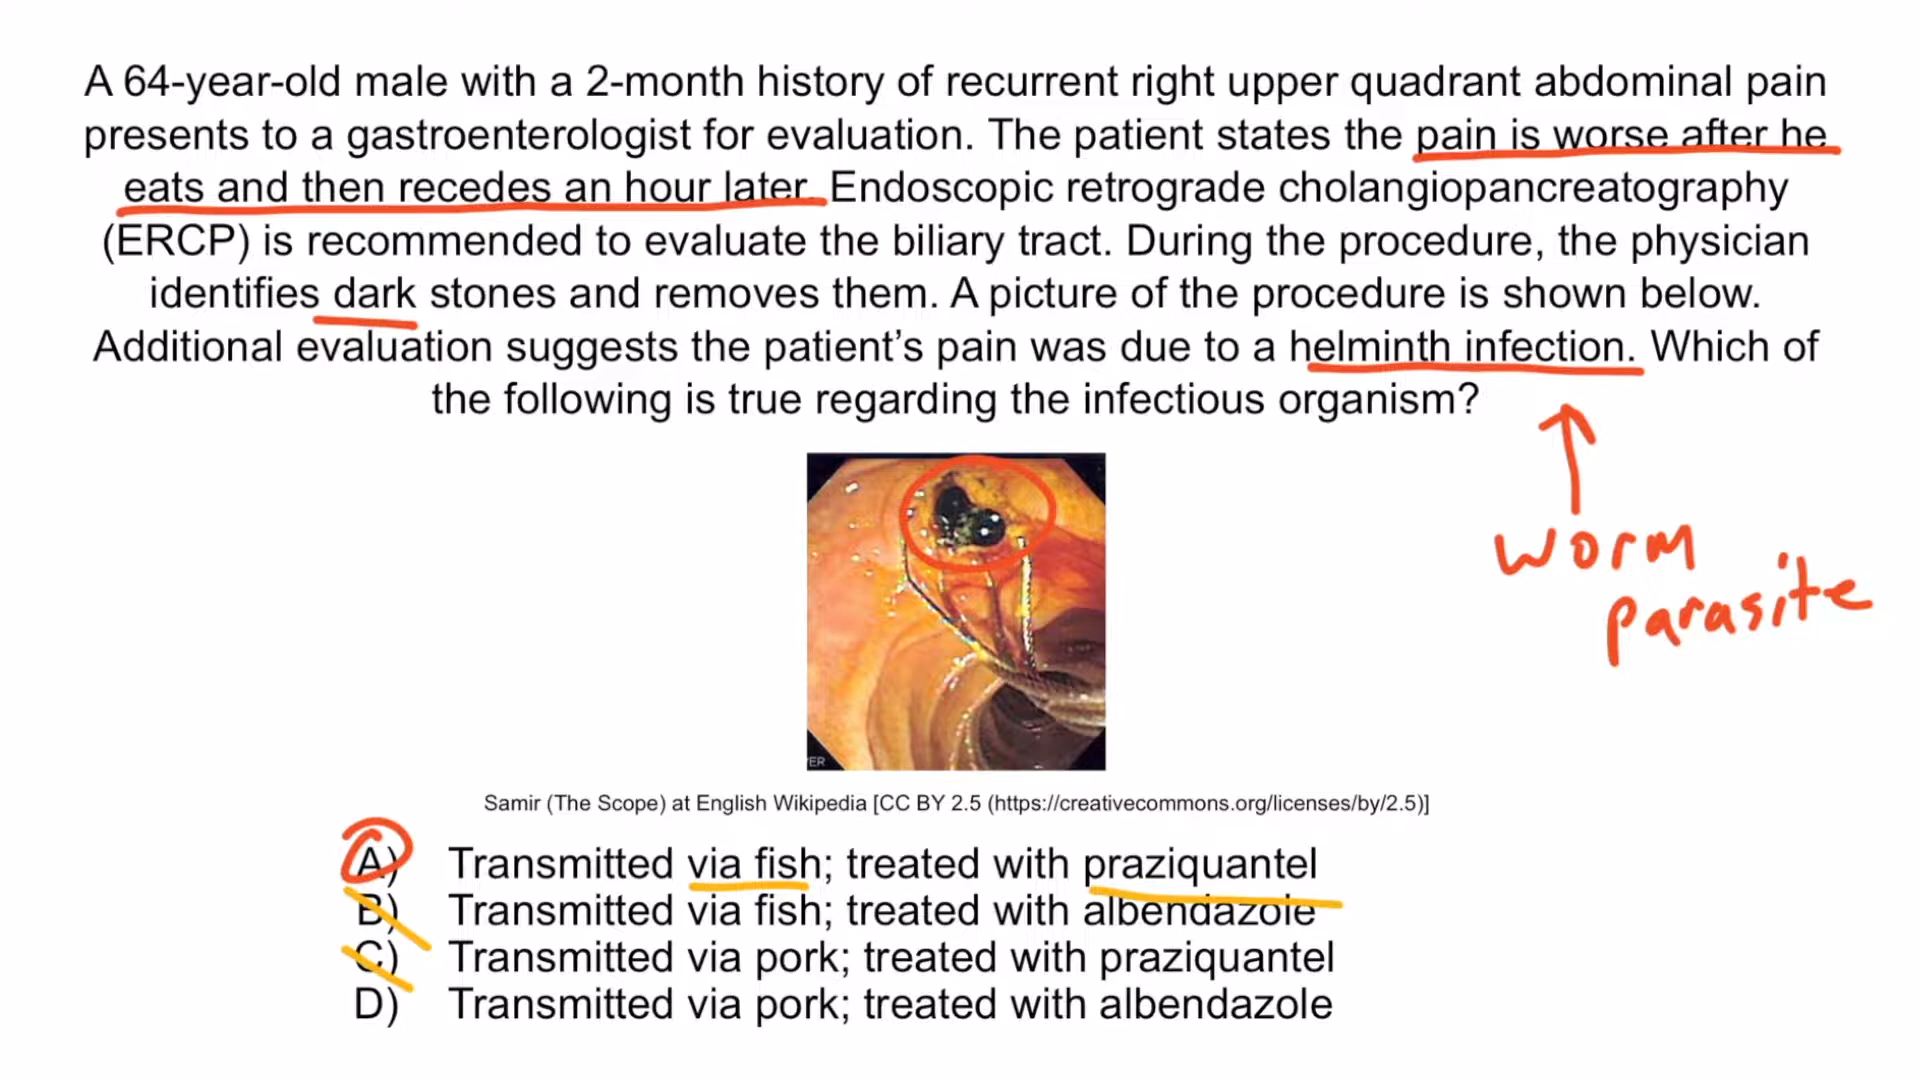 A 64-year-old male with a 2-month history of recurrent right upper quadrant abdominal pain
presents to a gastroenterologist for evaluation. The patient states the pain is worse after he
eats and then recedes an hour later. Endoscopic retrograde cholangiopancreatography
(ERCP) is recommended to evaluate the biliary tract. During the procedure, the physician
identifies dark stones and removes them. A picture of the procedure is shown below.
Additional evaluation suggests the patient’s pain was due to a helminth infection. Which of
the following is true regarding the infectious organism?
worm
parasite
ER
Samir (The Scope) at English Wikipedia [CC BY 2.5 (https://creativecommons.org/licenses/by/2.5)]
A) Transmitted via fish; treated with praziquantel
B) Transmitted via fish; treated with albendazole
C) Transmitted via pork; treated with praziquantel
D) Transmitted via pork; treated with albendazole